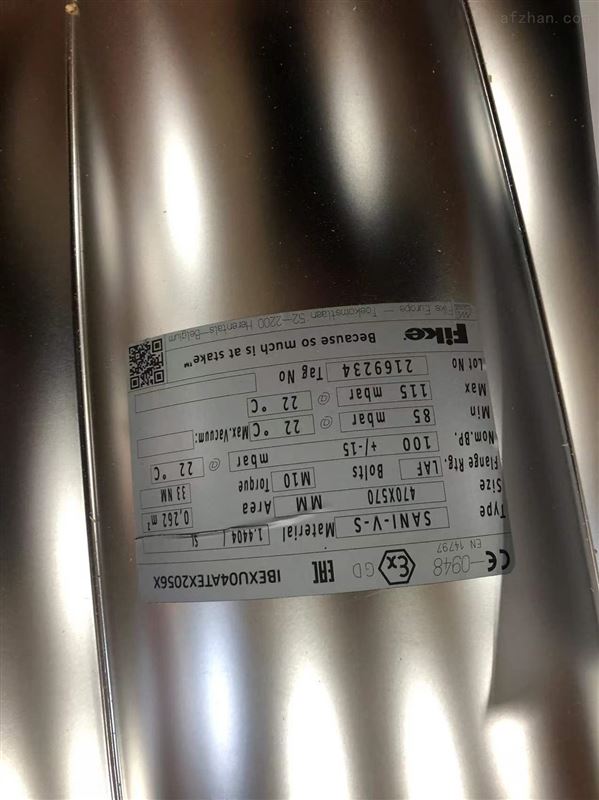 afzhan.com
CE 0948 Ex GD EAC IBEXU04ATEX2056X
EN 14797
Type SANI-V-S Material 1.4404 / SI
Size 470X570 MM Area 0,262 m²
Flange Rtg. LAF Bolts M10 Torque 33 NM
Nom.BP. 100 +/-15 mbar @ 22 °C
Min 85 mbar @ 22 °C Max.Vacuum:
Max 115 mbar @ 22 °C
Lot No 2169234 Tag No
Fike® Because so much is at stake™
Fike Europe — Toekomstlaan 52-2200 Herentals-Belgium